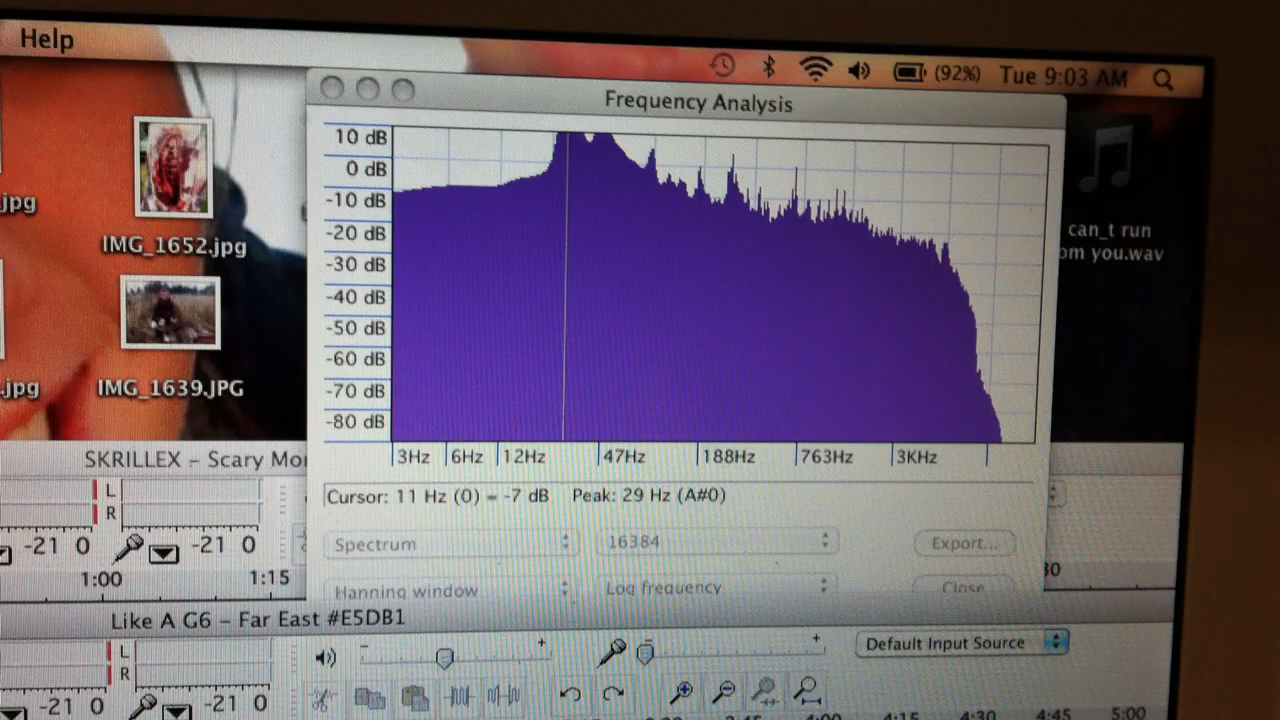 Help
(92%) Tue 9:03 AM
Frequency Analysis
10 dB
0 dB
-10 dB
-20 dB
-30 dB
-40 dB
-50 dB
-60 dB
-70 dB
-80 dB
3Hz 6Hz 12Hz 47Hz 188Hz 763Hz 3KHz
Cursor: 11 Hz (0) = -7 dB Peak: 29 Hz (A#0)
Spectrum 16384 Export...
Hanning window Log frequency Close
jpg
IMG_1652.jpg
.jpg
IMG_1639.JPG
can_t run
om you.wav
SKRILLEX - Scary Mo
L
R
-21 0 -21 0
1:00 1:15 30
Like A G6 - Far East #E5DB1
L
R
-21 0 -21 0
- + - +
Default Input Source
4:00 4:15 4:30 4:45 5:00